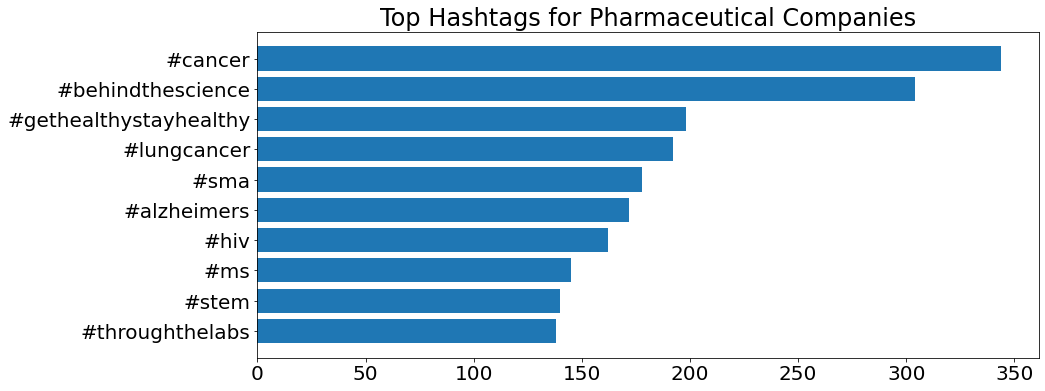 Top Hashtags for Pharmaceutical Companies
#cancer
#behindthescience
#gethealthystayhealthy
#lungcancer
#sma
#alzheimers
#hiv
#ms
#stem
#throughthelabs
0 50 100 150 200 250 300 350